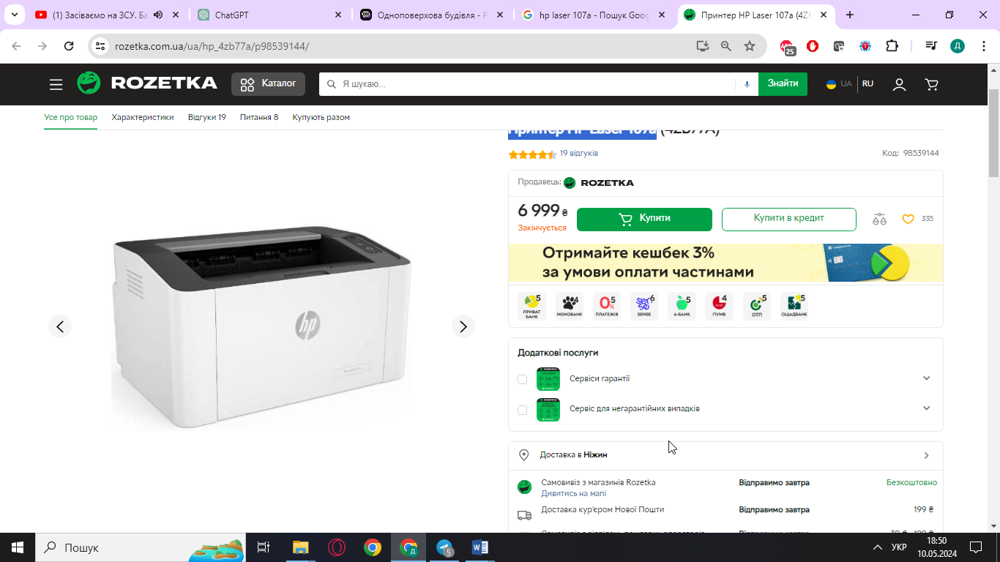 (1) Засіваємо на ЗСУ. Ба
ChatGPT
Одноповерхова будівля - P
hp laser 107a - Пошук Goog
Принтер HP Laser 107a (4ZB
rozetka.com.ua/ua/hp_4zb77a/p98539144/
25
Д
ROZETKA
Каталог
Я шукаю...
Знайти
UA
RU
Усе про товар
Характеристики
Відгуки 19
Питання 8
Купують разом
Принтер HP Laser 107a (4ZB77A)
19 відгуків
Код: 98539144
Продавець: ROZETKA
6 999 ₴
Закінчується
Купити
Купити в кредит
335
Отримайте кешбек 3%
за умови оплати частинами
5 4 5 6 5 4 5 5
0%
sense
ПРИВАТ БАНК
МОНОБАНК
ПЛАТЕЖІВ
SENSE
А-БАНК
ПУМБ
ОТП
ОЩАДБАНК
hp
Додаткові послуги
Сервіси гарантії
Сервіс для негарантійних випадків
Доставка в Ніжин
Самовивіз з магазинів Rozetka
Відправимо завтра
Безкоштовно
Дивитись на мапі
Доставка кур'єром Нової Пошти
Відправимо завтра
199 ₴
Пошук
Д
5
УКР
18:50
10.05.2024